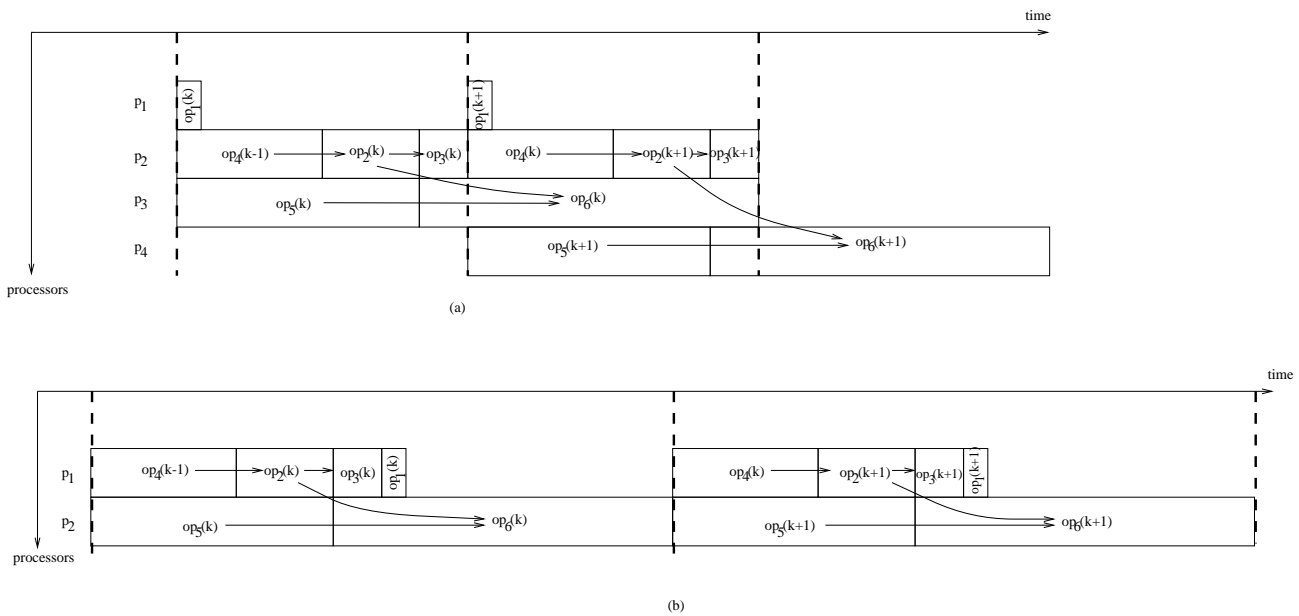 time
p1
op1(k)
op1(k+1)
p2
op4(k-1)
op2(k)
op3(k)
op4(k)
op2(k+1)
op3(k+1)
p3
op5(k)
op6(k)
p4
op5(k+1)
op6(k+1)
processors
(a)
time
p1
op4(k-1)
op2(k)
op3(k)
op1(k)
op4(k)
op2(k+1)
op3(k+1)
op1(k+1)
p2
op5(k)
op6(k)
op5(k+1)
op6(k+1)
processors
(b)